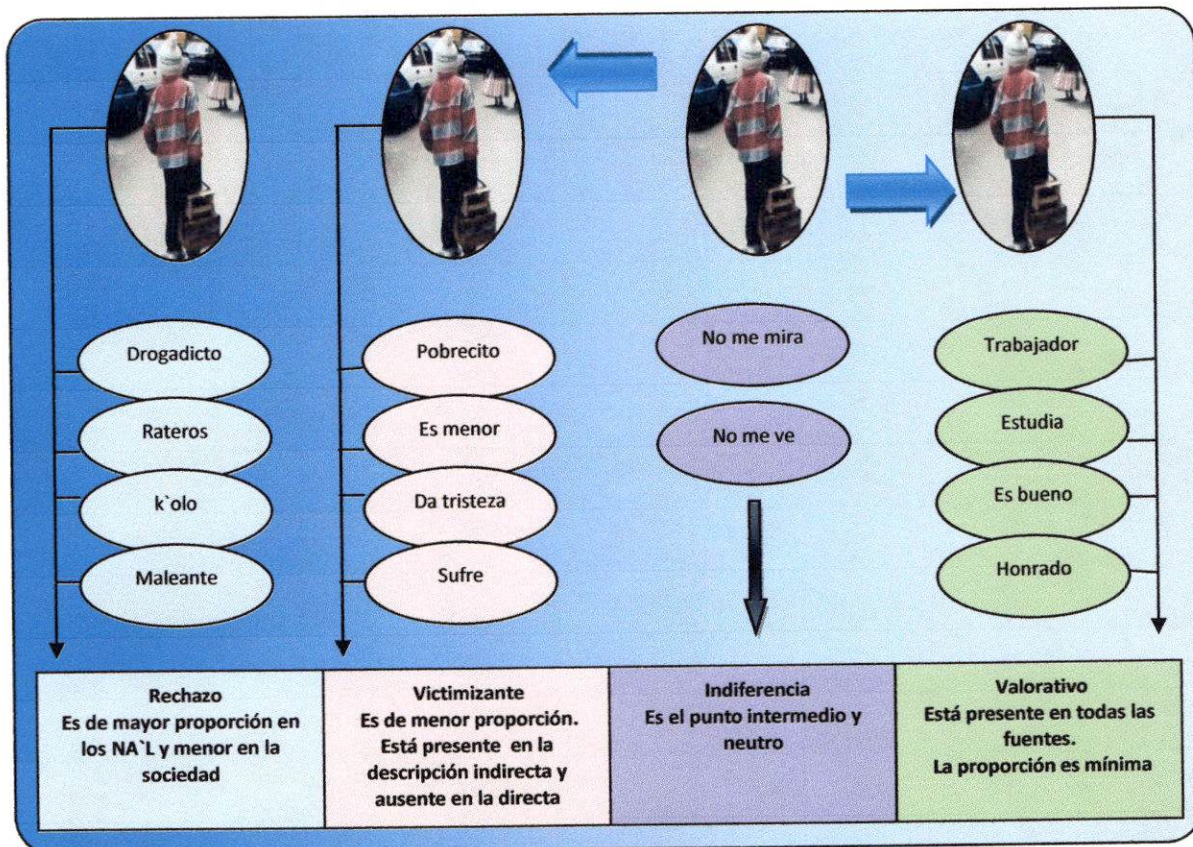 Drogadicto
Rateros
k`olo
Maleante
Pobrecito
Es menor
Da tristeza
Sufre
No me mira
No me ve
Trabajador
Estudia
Es bueno
Honrado
Rechazo
Es de mayor proporción en
los NA`L y menor en la
sociedad
Victimizante
Es de menor proporción.
Está presente en la
descripción indirecta y
ausente en la directa
Indiferencia
Es el punto intermedio y
neutro
Valorativo
Está presente en todas las
fuentes.
La proporción es mínima